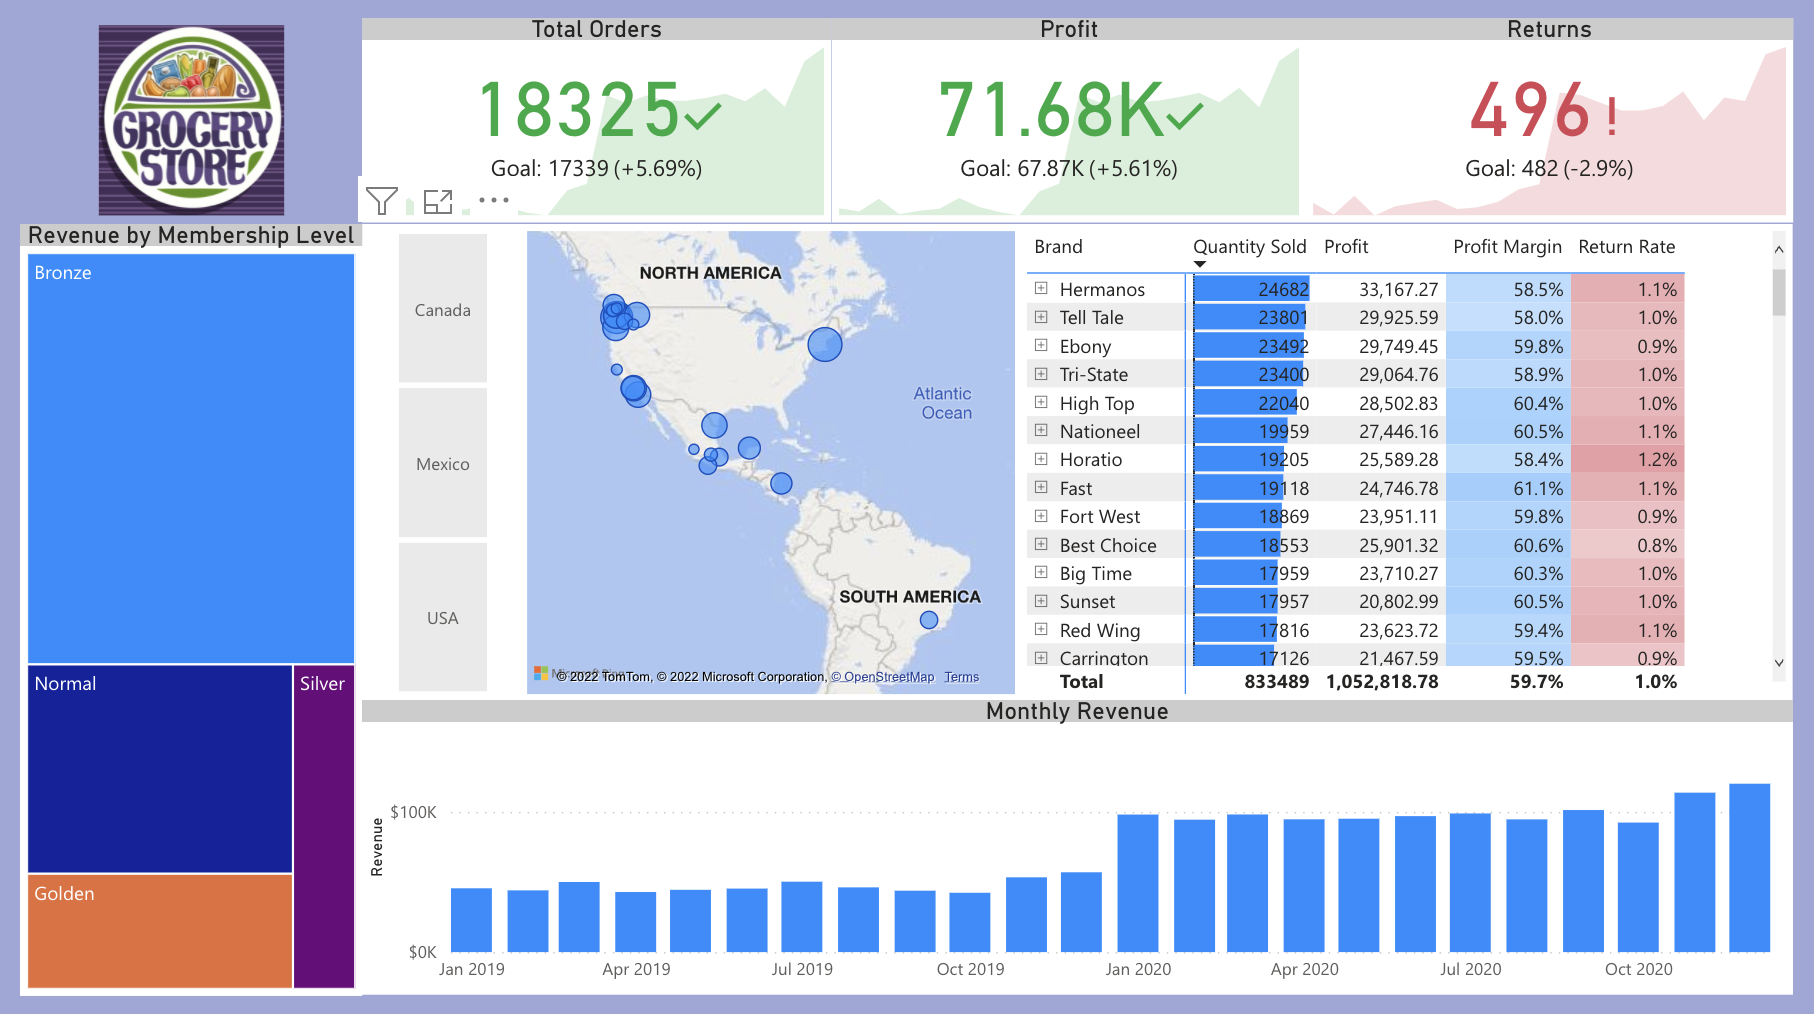 GROCERY
STORE
Total Orders
18325
Goal: 17339 (+5.69%)
Profit
71.68K
Goal: 67.87K (+5.61%)
Returns
496!
Goal: 482 (-2.9%)
Revenue by Membership Level
Bronze
Normal
Silver
Golden
Canada
Mexico
USA
NORTH AMERICA
Atlantic
Ocean
SOUTH AMERICA
© 2022 TomTom, © 2022 Microsoft Corporation, © OpenStreetMap Terms
Brand Quantity Sold Profit Profit Margin Return Rate
Hermanos 24682 33,167.27 58.5% 1.1%
Tell Tale 23801 29,925.59 58.0% 1.0%
Ebony 23492 29,749.45 59.8% 0.9%
Tri-State 23400 29,064.76 58.9% 1.0%
High Top 22040 28,502.83 60.4% 1.0%
Nationeel 19959 27,446.16 60.5% 1.1%
Horatio 19205 25,589.28 58.4% 1.2%
Fast 19118 24,746.78 61.1% 1.1%
Fort West 18869 23,951.11 59.8% 0.9%
Best Choice 18553 25,901.32 60.6% 0.8%
Big Time 17959 23,710.27 60.3% 1.0%
Sunset 17957 20,802.99 60.5% 1.0%
Red Wing 17816 23,623.72 59.4% 1.1%
Carrington 17126 21,467.59 59.5% 0.9%
Total 833489 1,052,818.78 59.7% 1.0%
Monthly Revenue
Revenue
$100K
$0K
Jan 2019 Apr 2019 Jul 2019 Oct 2019 Jan 2020 Apr 2020 Jul 2020 Oct 2020